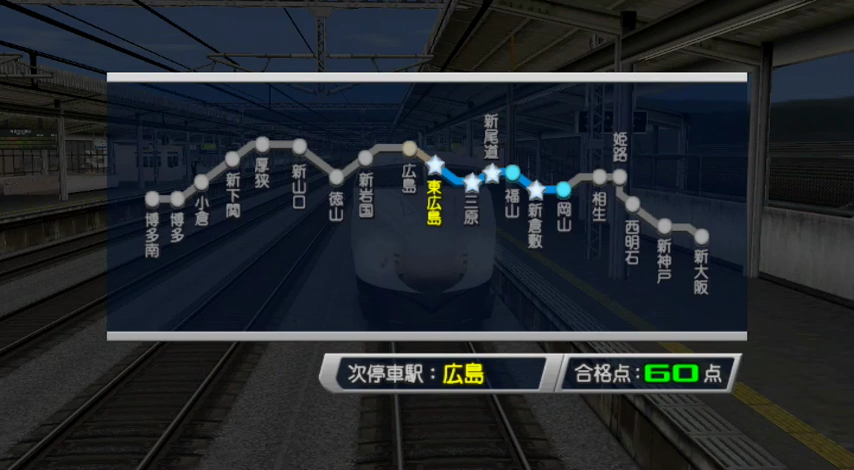 博多南
博多
小倉
新下関
厚狭
新山口
徳山
新岩国
広島
東広島
三原
新尾道
福山
新倉敷
岡山
相生
姫路
西明石
新神戸
新大阪
次停車駅：広島
合格点：60点